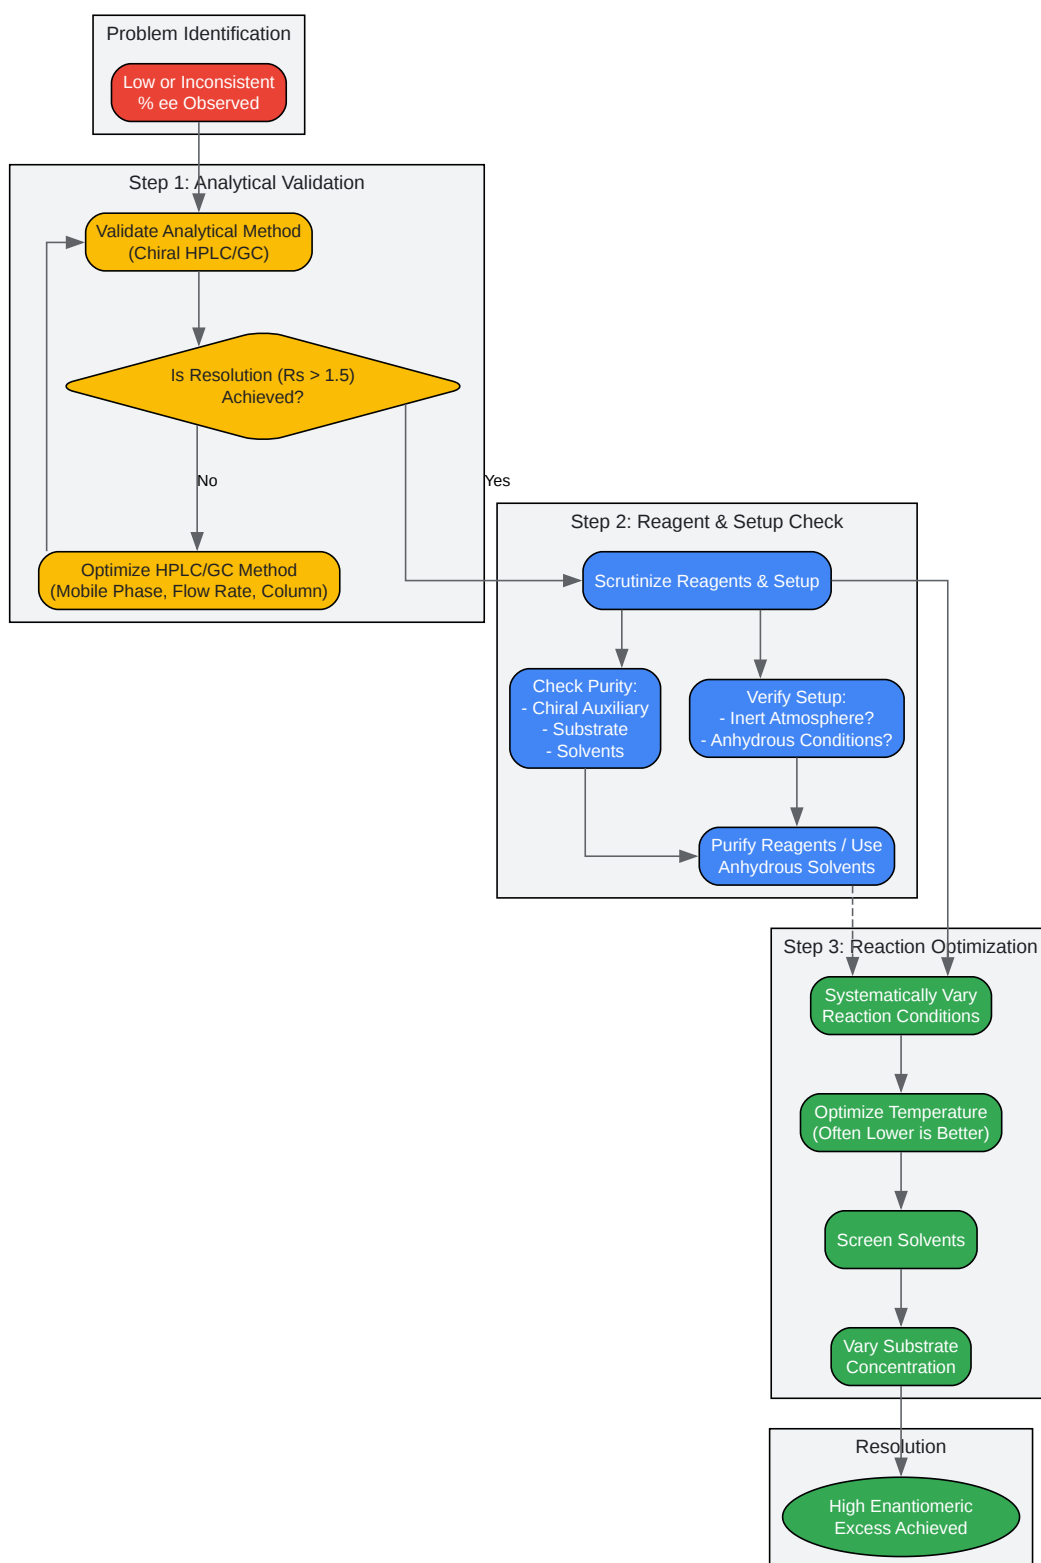 Problem Identification
Low or Inconsistent
% ee Observed
Step 1: Analytical Validation
Validate Analytical Method
(Chiral HPLC/GC)
Is Resolution (Rs > 1.5)
Achieved?
No
Yes
Optimize HPLC/GC Method
(Mobile Phase, Flow Rate, Column)
Step 2: Reagent & Setup Check
Scrutinize Reagents & Setup
Check Purity:
- Chiral Auxiliary
- Substrate
- Solvents
Verify Setup:
- Inert Atmosphere?
- Anhydrous Conditions?
Purify Reagents / Use
Anhydrous Solvents
Step 3: Reaction Optimization
Systematically Vary
Reaction Conditions
Optimize Temperature
(Often Lower is Better)
Screen Solvents
Vary Substrate
Concentration
Resolution
High Enantiomeric
Excess Achieved